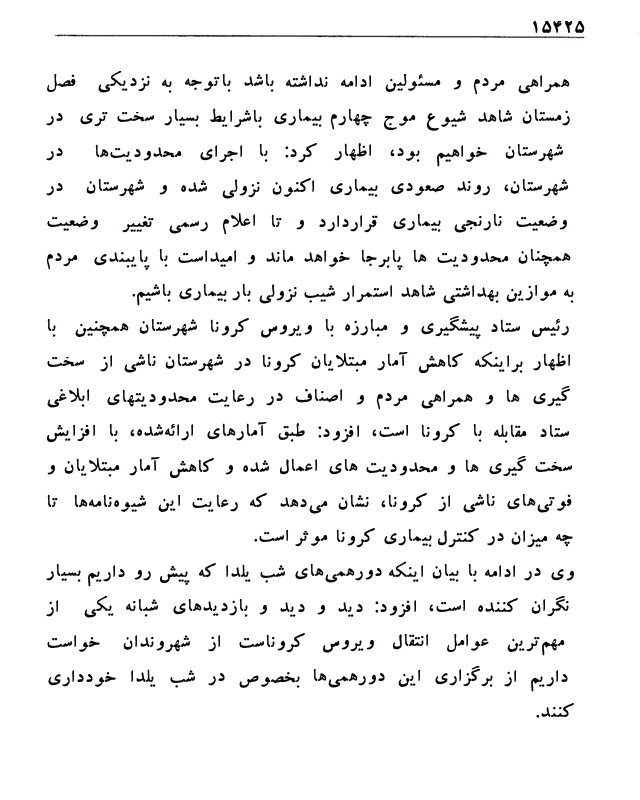 ۱۵۴۲۵
همراهی مردم و مسئولین ادامه نداشته باشد باتوجه به نزدیکی فصل
زمستان شاهد شیوع موج چهارم بیماری باشرایط بسیار سخت تری در
شهرستان خواهیم بود، اظهار کرد: با اجرای محدودیت‌ها در
شهرستان، روند صعودی بیماری اکنون نزولی شده و شهرستان در
وضعیت نارنجی بیماری قراردارد و تا اعلام رسمی تغییر وضعیت
همچنان محدودیت ها پابرجا خواهد ماند و امیداست با پایبندی مردم
به موازین بهداشتی شاهد استمرار شیب نزولی بار بیماری باشیم.
رئیس ستاد پیشگیری و مبارزه با ویروس کرونا شهرستان همچنین با
اظهار براینکه کاهش آمار مبتلایان کرونا در شهرستان ناشی از سخت
گیری ها و همراهی مردم و اصناف در رعایت محدودیتهای ابلاغی
ستاد مقابله با کرونا است، افزود: طبق آمارهای ارائه‌شده، با افزایش
سخت گیری ها و محدودیت های اعمال شده و کاهش آمار مبتلایان و
فوتی‌های ناشی از کرونا، نشان می‌دهد که رعایت این شیوه‌نامه‌ها تا
چه میزان در کنترل بیماری کرونا موثر است.
وی در ادامه با بیان اینکه دورهمی‌های شب یلدا که پیش رو داریم بسیار
نگران کننده است، افزود: دید و دید و بازدیدهای شبانه یکی از
مهم‌ترین عوامل انتقال ویروس کروناست از شهروندان خواست
داریم از برگزاری این دورهمی‌ها بخصوص در شب یلدا خودداری
کنند.